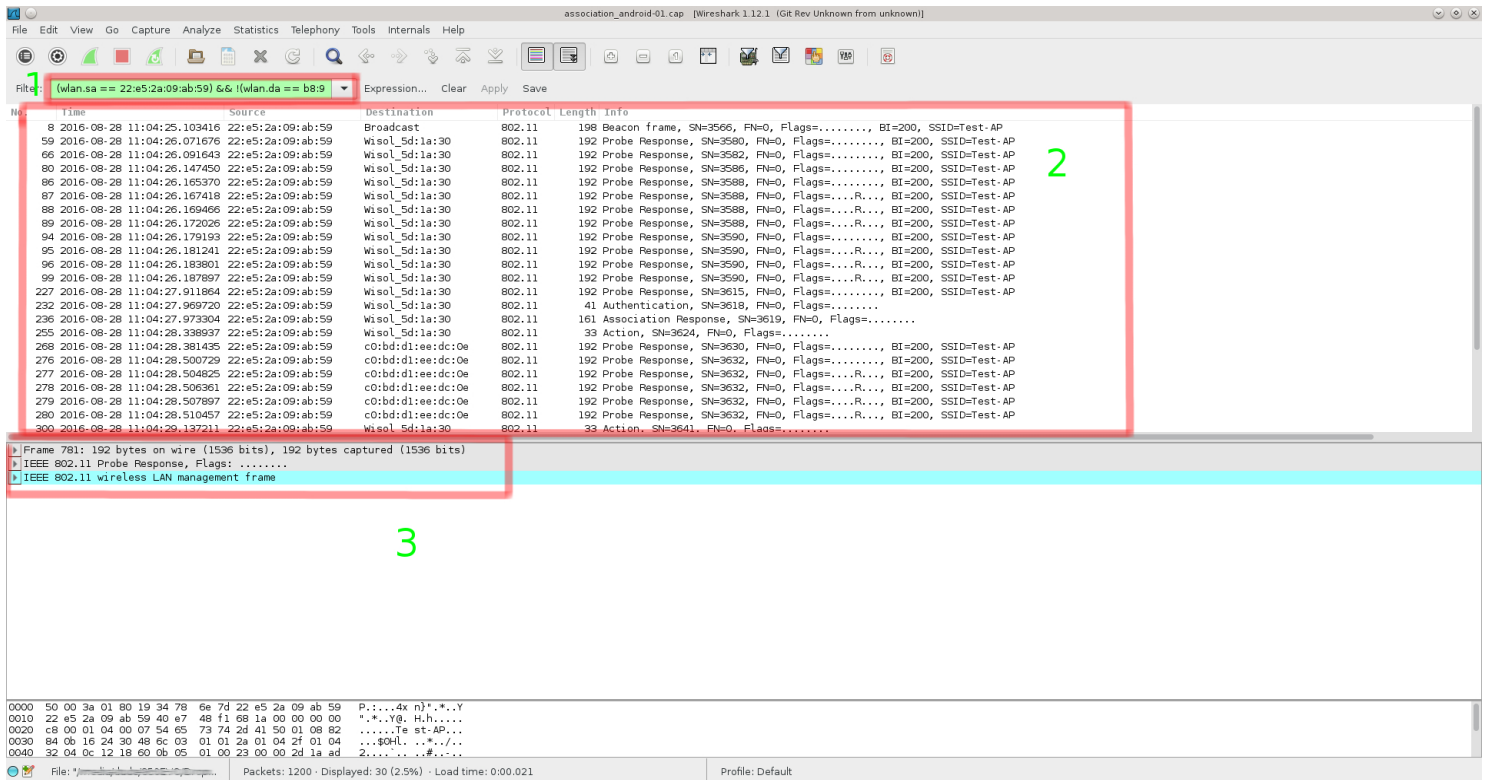 association_android-01.cap [Wireshark 1.12.1 (Git Rev Unknown from unknown)]
File Edit View Go Capture Analyze Statistics Telephony Tools Internals Help
1
Filter: (wlan.sa == 22:e5:2a:09:ab:59) && !(wlan.da == b8:9 Expression... Clear Apply Save
No. Time Source Destination Protocol Length Info
8 2016-08-28 11:04:25.103416 22:e5:2a:09:ab:59 Broadcast 802.11 198 Beacon frame, SN=3566, FN=0, Flags=........, BI=200, SSID=Test-AP
59 2016-08-28 11:04:26.071676 22:e5:2a:09:ab:59 Wisol_5d:1a:30 802.11 192 Probe Response, SN=3580, FN=0, Flags=........, BI=200, SSID=Test-AP
66 2016-08-28 11:04:26.091643 22:e5:2a:09:ab:59 Wisol_5d:1a:30 802.11 192 Probe Response, SN=3582, FN=0, Flags=........, BI=200, SSID=Test-AP
2
80 2016-08-28 11:04:26.147450 22:e5:2a:09:ab:59 Wisol_5d:1a:30 802.11 192 Probe Response, SN=3586, FN=0, Flags=........, BI=200, SSID=Test-AP
86 2016-08-28 11:04:26.165370 22:e5:2a:09:ab:59 Wisol_5d:1a:30 802.11 192 Probe Response, SN=3588, FN=0, Flags=........, BI=200, SSID=Test-AP
87 2016-08-28 11:04:26.167418 22:e5:2a:09:ab:59 Wisol_5d:1a:30 802.11 192 Probe Response, SN=3588, FN=0, Flags=....R..., BI=200, SSID=Test-AP
88 2016-08-28 11:04:26.169466 22:e5:2a:09:ab:59 Wisol_5d:1a:30 802.11 192 Probe Response, SN=3588, FN=0, Flags=....R..., BI=200, SSID=Test-AP
89 2016-08-28 11:04:26.172026 22:e5:2a:09:ab:59 Wisol_5d:1a:30 802.11 192 Probe Response, SN=3588, FN=0, Flags=....R..., BI=200, SSID=Test-AP
94 2016-08-28 11:04:26.179193 22:e5:2a:09:ab:59 Wisol_5d:1a:30 802.11 192 Probe Response, SN=3590, FN=0, Flags=........, BI=200, SSID=Test-AP
95 2016-08-28 11:04:26.181241 22:e5:2a:09:ab:59 Wisol_5d:1a:30 802.11 192 Probe Response, SN=3590, FN=0, Flags=....R..., BI=200, SSID=Test-AP
96 2016-08-28 11:04:26.183801 22:e5:2a:09:ab:59 Wisol_5d:1a:30 802.11 192 Probe Response, SN=3590, FN=0, Flags=....R..., BI=200, SSID=Test-AP
99 2016-08-28 11:04:26.187897 22:e5:2a:09:ab:59 Wisol_5d:1a:30 802.11 192 Probe Response, SN=3590, FN=0, Flags=....R..., BI=200, SSID=Test-AP
227 2016-08-28 11:04:27.911864 22:e5:2a:09:ab:59 Wisol_5d:1a:30 802.11 192 Probe Response, SN=3615, FN=0, Flags=........, BI=200, SSID=Test-AP
232 2016-08-28 11:04:27.969720 22:e5:2a:09:ab:59 Wisol_5d:1a:30 802.11 41 Authentication, SN=3618, FN=0, Flags=........
236 2016-08-28 11:04:27.973304 22:e5:2a:09:ab:59 Wisol_5d:1a:30 802.11 161 Association Response, SN=3619, FN=0, Flags=........
255 2016-08-28 11:04:28.338937 22:e5:2a:09:ab:59 Wisol_5d:1a:30 802.11 33 Action, SN=3624, FN=0, Flags=........
268 2016-08-28 11:04:28.381435 22:e5:2a:09:ab:59 c0:bd:d1:ee:dc:0e 802.11 192 Probe Response, SN=3630, FN=0, Flags=........, BI=200, SSID=Test-AP
276 2016-08-28 11:04:28.500729 22:e5:2a:09:ab:59 c0:bd:d1:ee:dc:0e 802.11 192 Probe Response, SN=3632, FN=0, Flags=........, BI=200, SSID=Test-AP
277 2016-08-28 11:04:28.504825 22:e5:2a:09:ab:59 c0:bd:d1:ee:dc:0e 802.11 192 Probe Response, SN=3632, FN=0, Flags=....R..., BI=200, SSID=Test-AP
278 2016-08-28 11:04:28.506361 22:e5:2a:09:ab:59 c0:bd:d1:ee:dc:0e 802.11 192 Probe Response, SN=3632, FN=0, Flags=....R..., BI=200, SSID=Test-AP
279 2016-08-28 11:04:28.507897 22:e5:2a:09:ab:59 c0:bd:d1:ee:dc:0e 802.11 192 Probe Response, SN=3632, FN=0, Flags=....R..., BI=200, SSID=Test-AP
280 2016-08-28 11:04:28.510457 22:e5:2a:09:ab:59 c0:bd:d1:ee:dc:0e 802.11 192 Probe Response, SN=3632, FN=0, Flags=....R..., BI=200, SSID=Test-AP
300 2016-08-28 11:04:29.137211 22:e5:2a:09:ab:59 Wisol_5d:1a:30 802.11 33 Action, SN=3641, FN=0, Flags=........
Frame 781: 192 bytes on wire (1536 bits), 192 bytes captured (1536 bits)
IEEE 802.11 Probe Response, Flags: ........
IEEE 802.11 wireless LAN management frame
3
0000 50 00 3a 01 80 19 34 78 6e 7d 22 e5 2a 09 ab 59 P.:...4x n}".*..Y
0010 22 e5 2a 09 ab 59 40 e7 48 f1 68 1a 00 00 00 00 ".*..Y@. H.h.....
0020 c8 00 01 04 00 07 54 65 73 74 2d 41 50 01 08 82 ......Te st-AP...
0030 84 0b 16 24 30 48 6c 03 01 01 2a 01 04 2f 01 04 ...$0Hl. ..*../..
0040 32 04 0c 12 18 60 0b 05 01 00 23 00 00 2d 1a ad 2....`.. ..#..-..
File: "/ Packets: 1200 · Displayed: 30 (2.5%) · Load time: 0:00.021 Profile: Default